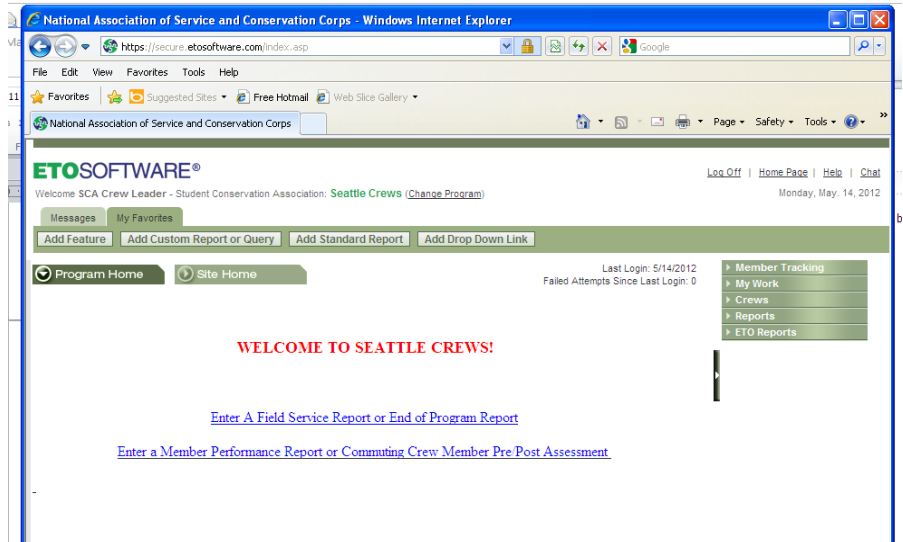 National Association of Service and Conservation Corps - Windows Internet Explorer
https://secure.etosoftware.com/index.asp
Google
File Edit View Favorites Tools Help
11
Favorites Suggested Sites Free Hotmail Web Slice Gallery
National Association of Service and Conservation Corps
Page Safety Tools »
ETOSOFTWARE®
Log Off | Home Page | Help | Chat
Welcome SCA Crew Leader - Student Conservation Association: Seattle Crews (Change Program)
Monday, May. 14, 2012
Messages My Favorites
Add Feature Add Custom Report or Query Add Standard Report Add Drop Down Link
Program Home Site Home
Last Login: 5/14/2012
Failed Attempts Since Last Login: 0
Member Tracking
My Work
Crews
Reports
ETO Reports
WELCOME TO SEATTLE CREWS!
Enter A Field Service Report or End of Program Report
Enter a Member Performance Report or Commuting Crew Member Pre/Post Assessment
-